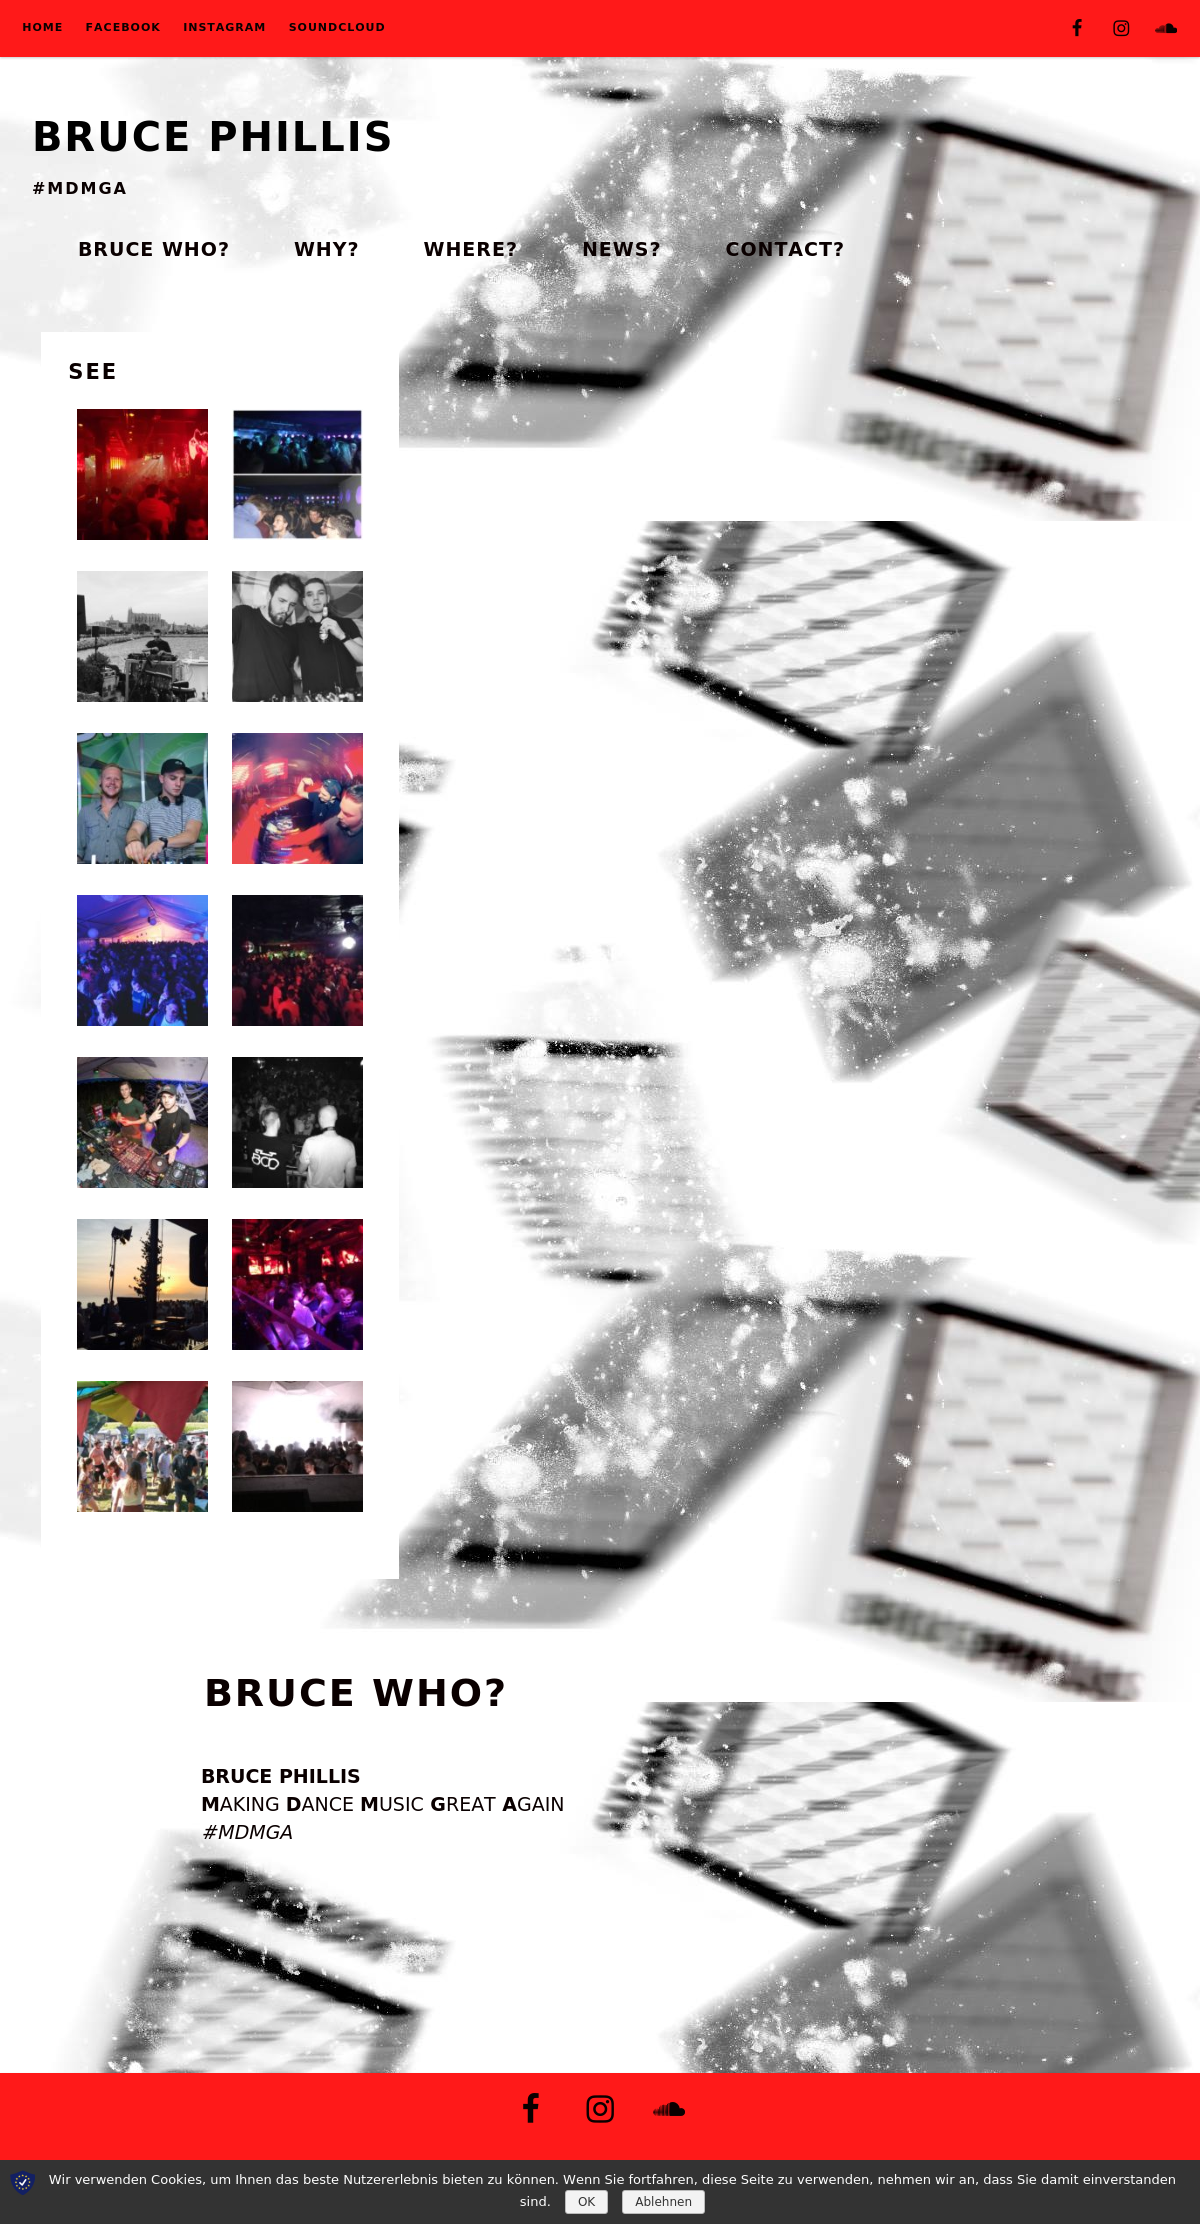 HOME FACEBOOK INSTAGRAM SOUNDCLOUD
BRUCE PHILLIS
#MDMGA
BRUCE WHO? WHY? WHERE? NEWS? CONTACT?
SEE
BRUCE WHO?
BRUCE PHILLIS
MAKING DANCE MUSIC GREAT AGAIN
#MDMGA
Wir verwenden Cookies, um Ihnen das beste Nutzererlebnis bieten zu können. Wenn Sie fortfahren, diese Seite zu verwenden, nehmen wir an, dass Sie damit einverstanden
sind. OK Ablehnen